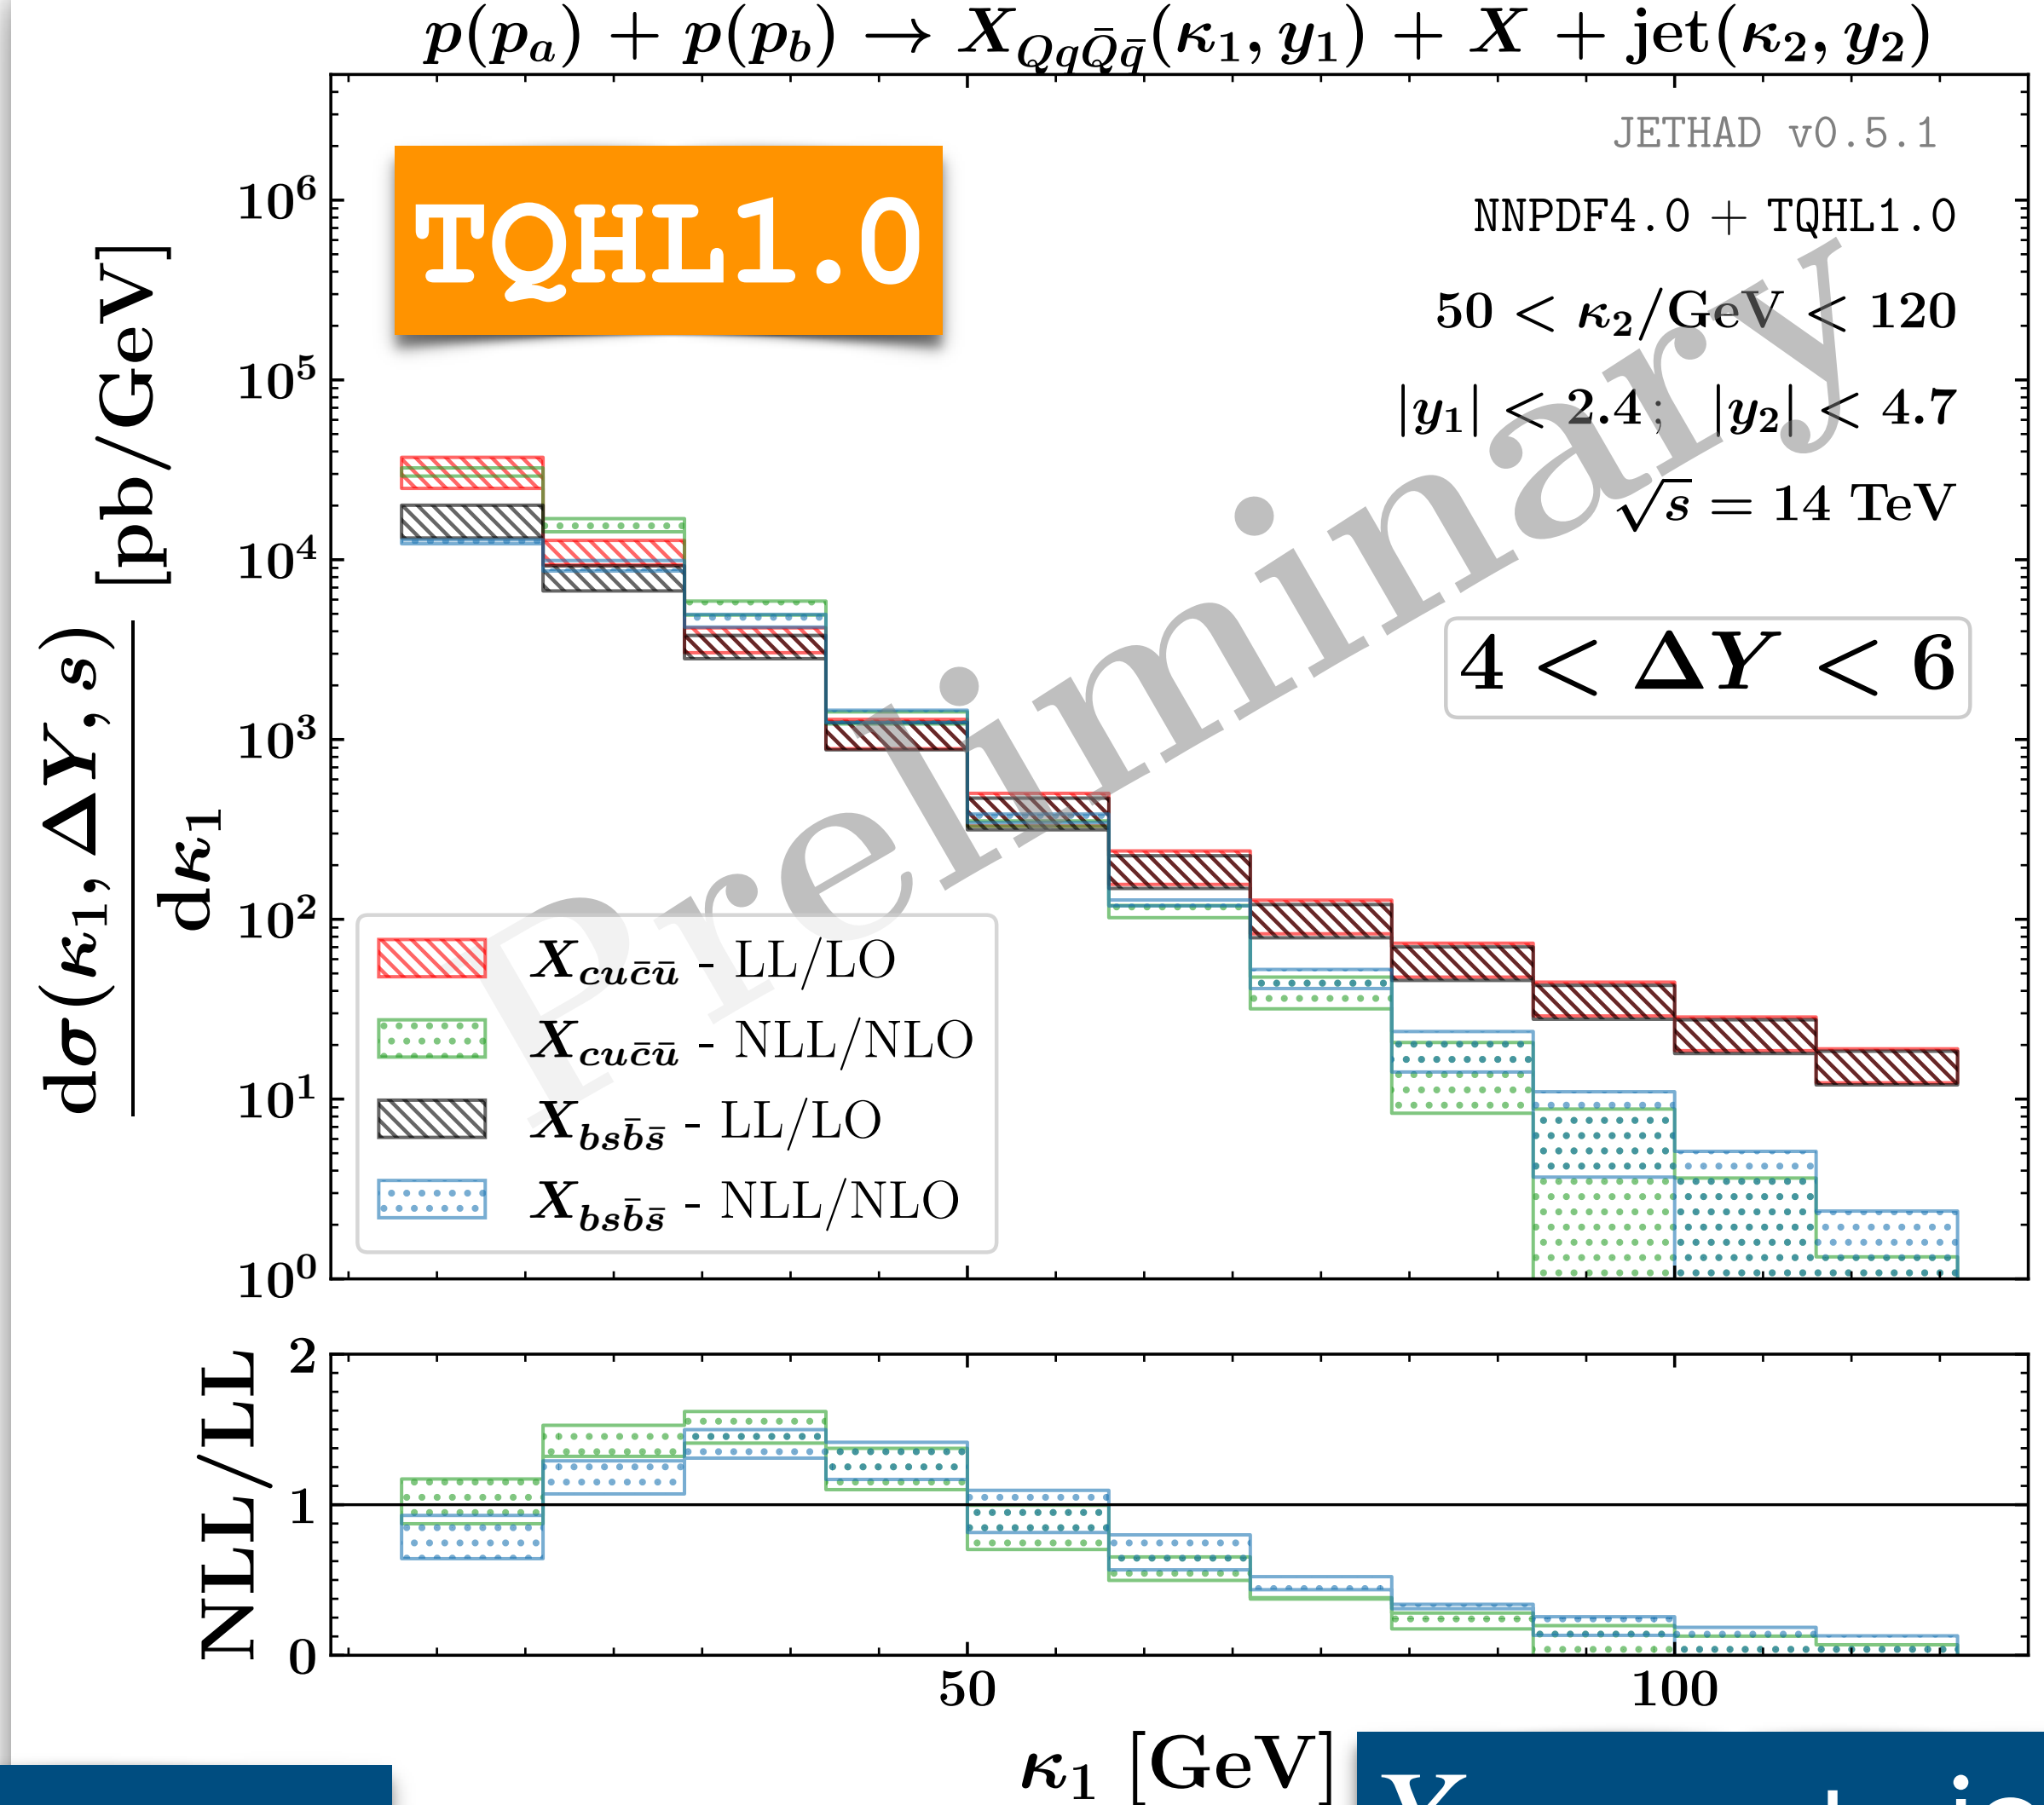 p(p_a) + p(p_b) → X_{Qq\bar{Q}\bar{q}}(κ_1, y_1) + X + jet(κ_2, y_2)
JETHAD v0.5.1
TQHL1.0
NNPDF4.0 + TQHL1.0
50 < κ_2/GeV < 120
|y_1| < 2.4 ; |y_2| < 4.7
√s = 14 TeV
4 < ΔY < 6
Preliminary
dσ(κ_1, ΔY, s)
dκ_1
[pb/GeV]
10^6
10^5
10^4
10^3
10^2
10^1
10^0
X_{cu\bar{c}\bar{u}} - LL/LO
X_{cu\bar{c}\bar{u}} - NLL/NLO
X_{bs\bar{b}\bar{s}} - LL/LO
X_{bs\bar{b}\bar{s}} - NLL/NLO
NLL/LL
2
1
0
50 100
κ_1 [GeV]